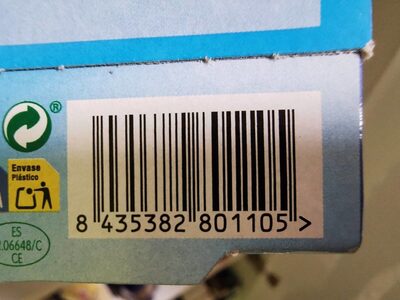 ®
Envase
Plástico
8 435382 801105 >
ES
.06648/C
CE